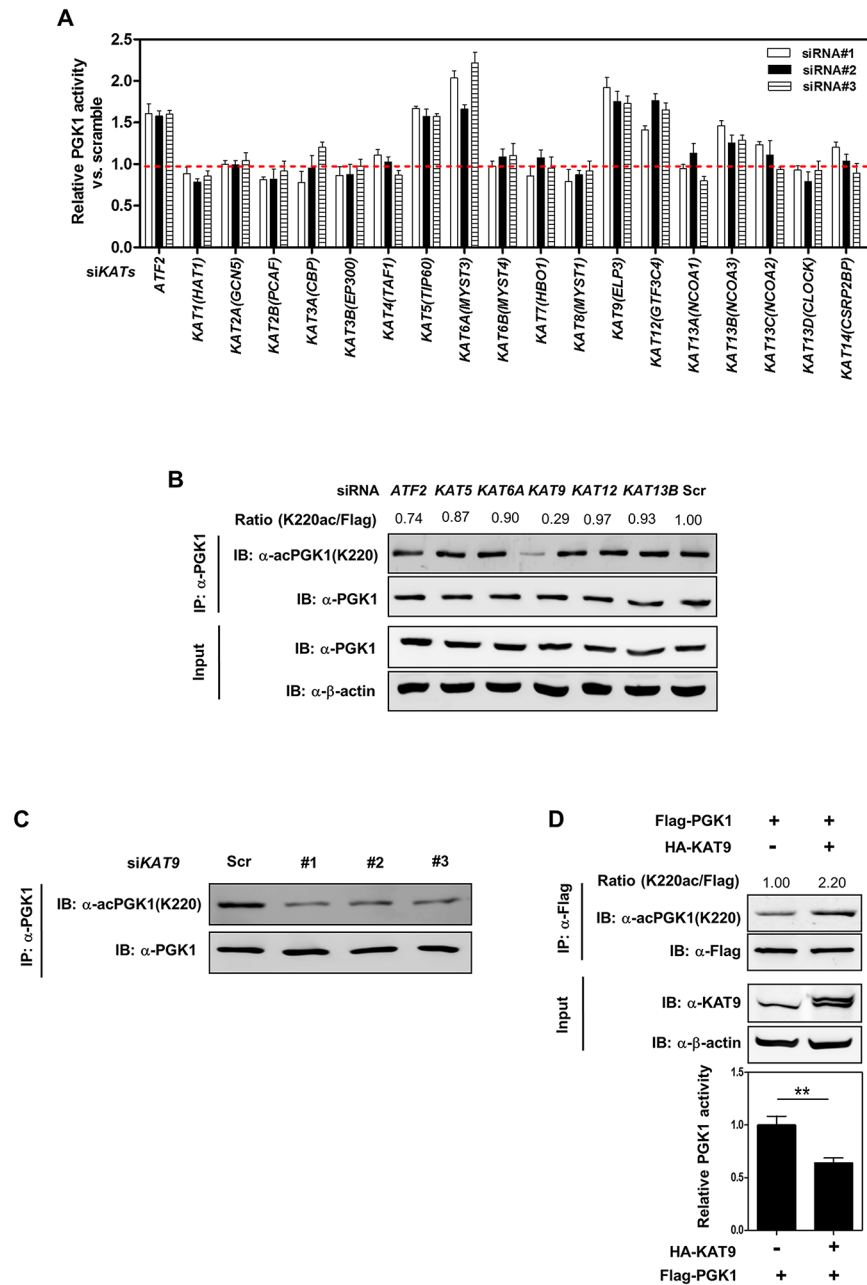 A
Relative PGK1 activity
vs. scramble
2.5
2.0
1.5
1.0
0.5
0.0
siRNA#1
siRNA#2
siRNA#3
siKATs
ATF2
KAT1(HAT1)
KAT2A(GCN5)
KAT2B(PCAF)
KAT3A(CBP)
KAT3B(EP300)
KAT4(TAF1)
KAT5(TIP60)
KAT6A(MYST3)
KAT6B(MYST4)
KAT7(HBO1)
KAT8(MYST1)
KAT9(ELP3)
KAT12(GTF3C4)
KAT13A(NCOA1)
KAT13B(NCOA3)
KAT13C(NCOA2)
KAT13D(CLOCK)
KAT14(CSRP2BP)
B
siRNA ATF2 KAT5 KAT6A KAT9 KAT12 KAT13B Scr
Ratio (K220ac/Flag) 0.74 0.87 0.90 0.29 0.97 0.93 1.00
IP: α-PGK1
IB: α-acPGK1(K220)
IB: α-PGK1
Input
IB: α-PGK1
IB: α-β-actin
C
siKAT9 Scr #1 #2 #3
IP: α-PGK1
IB: α-acPGK1(K220)
IB: α-PGK1
D
Flag-PGK1 + +
HA-KAT9 - +
Ratio (K220ac/Flag) 1.00 2.20
IP: α-Flag
IB: α-acPGK1(K220)
IB: α-Flag
Input
IB: α-KAT9
IB: α-β-actin
Relative PGK1 activity
1.5
1.0
0.5
0.0
**
HA-KAT9 - +
Flag-PGK1 + +